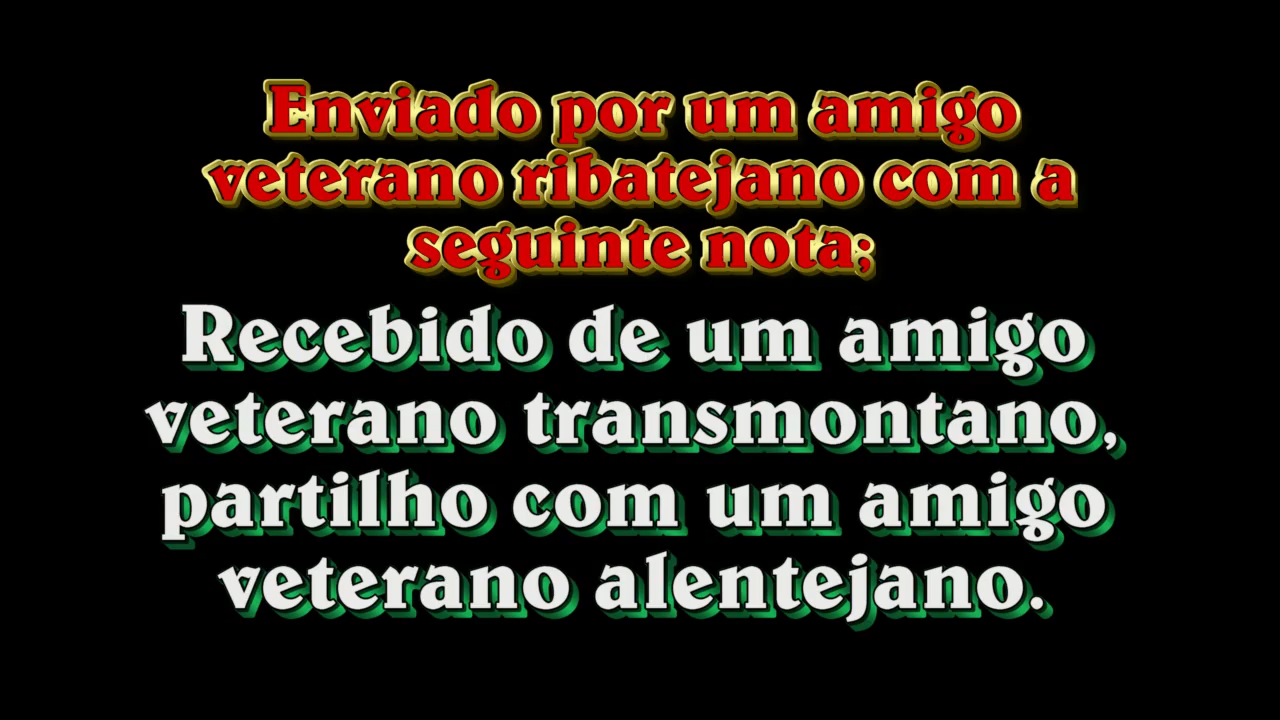 Enviado por um amigo
veterano ribatejano com a
seguinte nota;
Recebido de um amigo
veterano transmontano,
partilho com um amigo
veterano alentejano.